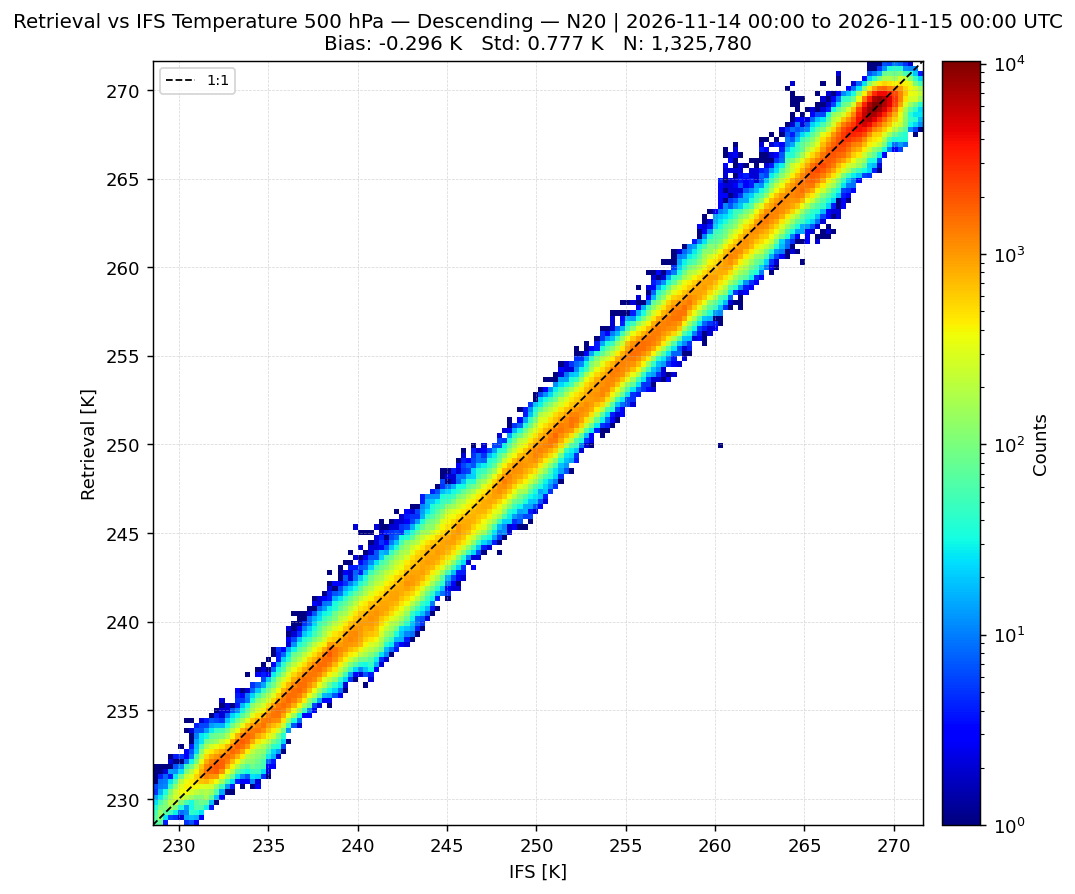 Retrieval vs IFS Temperature 500 hPa — Descending — N20 | 2026-11-14 00:00 to 2026-11-15 00:00 UTC
Bias: -0.296 K   Std: 0.777 K   N: 1,325,780
1:1
270
265
260
255
250
245
240
235
230
Retrieval [K]
230 235 240 245 250 255 260 265 270
IFS [K]
10⁴
10³
10²
10¹
10⁰
Counts